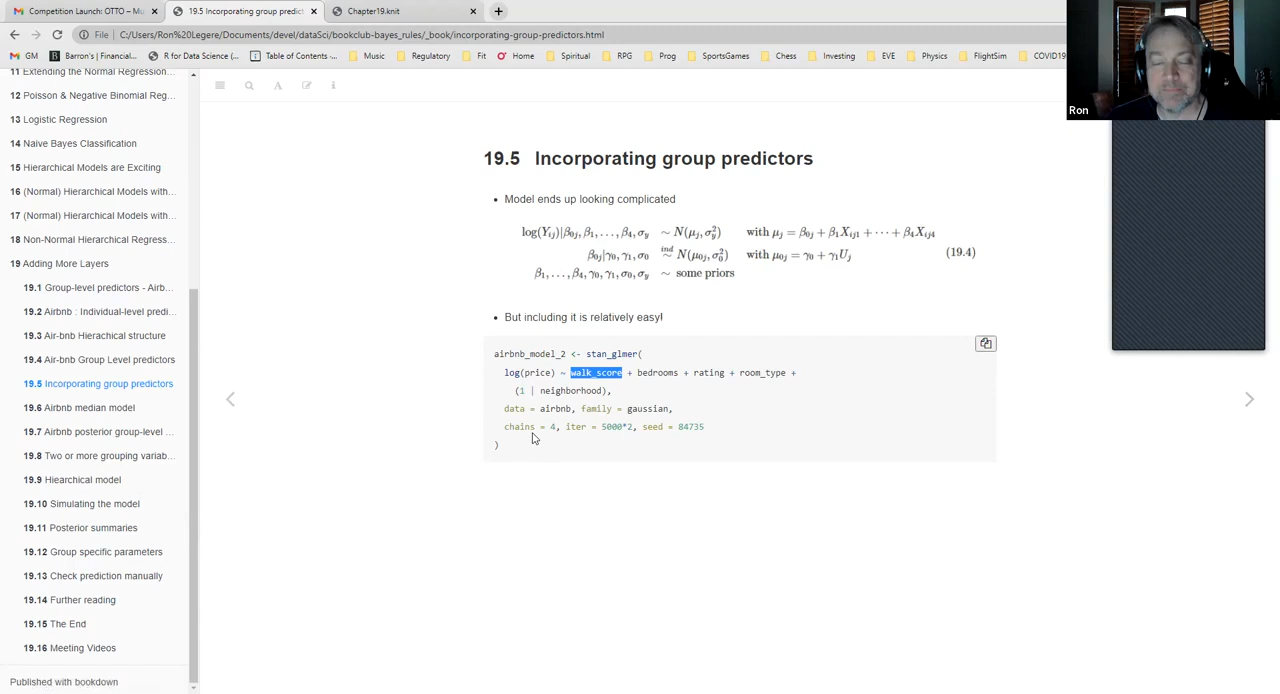 Competition Launch: OTTO – Mu
19.5 Incorporating group predict
Chapter19.knit
File C:/Users/Ron%20Legere/Documents/devel/dataSci/bookclub-bayes_rules/_book/incorporating-group-predictors.html
GM Barron's | Financial... R for Data Science (... Table of Contents -... Music Regulatory Fit Home Spiritual RPG Prog SportsGames Chess Investing EVE Physics FlightSim COVID19
Ron
11 Extending the Normal Regression...
12 Poisson & Negative Binomial Reg...
13 Logistic Regression
14 Naive Bayes Classification
15 Hierarchical Models are Exciting
16 (Normal) Hierarchical Models with...
17 (Normal) Hierarchical Models with...
18 Non-Normal Hierarchical Regress...
19 Adding More Layers
19.1 Group-level predictors - Airb...
19.2 Airbnb : Individual-level predi...
19.3 Air-bnb Hierachical structure
19.4 Air-bnb Group Level predictors
19.5 Incorporating group predictors
19.6 Airbnb median model
19.7 Airbnb posterior group-level ...
19.8 Two or more grouping variab...
19.9 Hiearchical model
19.10 Simulating the model
19.11 Posterior summaries
19.12 Group specific parameters
19.13 Check prediction manually
19.14 Further reading
19.15 The End
19.16 Meeting Videos
Published with bookdown
19.5 Incorporating group predictors
• Model ends up looking complicated
log(Y_ij)|β_0j, β_1, …, β_4, σ_y ~ N(μ_j, σ_y^2) with μ_j = β_0j + β_1X_ij1 + ⋯ + β_4X_ij4
β_0j|γ_0, γ_1, σ_0 ind ~ N(μ_0j, σ_0^2) with μ_0j = γ_0 + γ_1U_j (19.4)
β_1, …, β_4, γ_0, γ_1, σ_0, σ_y ~ some priors
• But including it is relatively easy!
airbnb_model_2 <- stan_glmer(
log(price) ~ walk_score + bedrooms + rating + room_type +
(1 | neighborhood),
data = airbnb, family = gaussian,
chains = 4, iter = 5000*2, seed = 84735
)